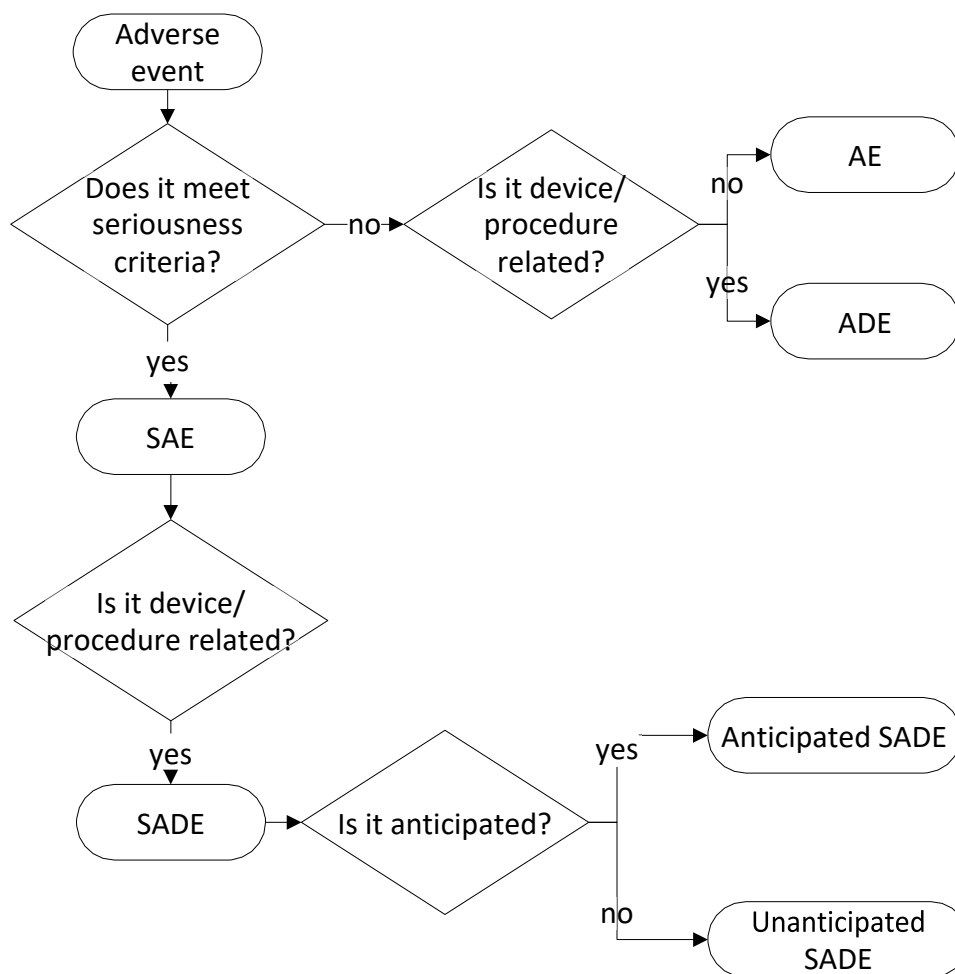 Adverse
event
Does it meet
seriousness
criteria?
no
Is it device/
procedure
related?
no
AE
yes
ADE
yes
SAE
Is it device/
procedure related?
yes
SADE
Is it anticipated?
yes
Anticipated SADE
no
Unanticipated
SADE